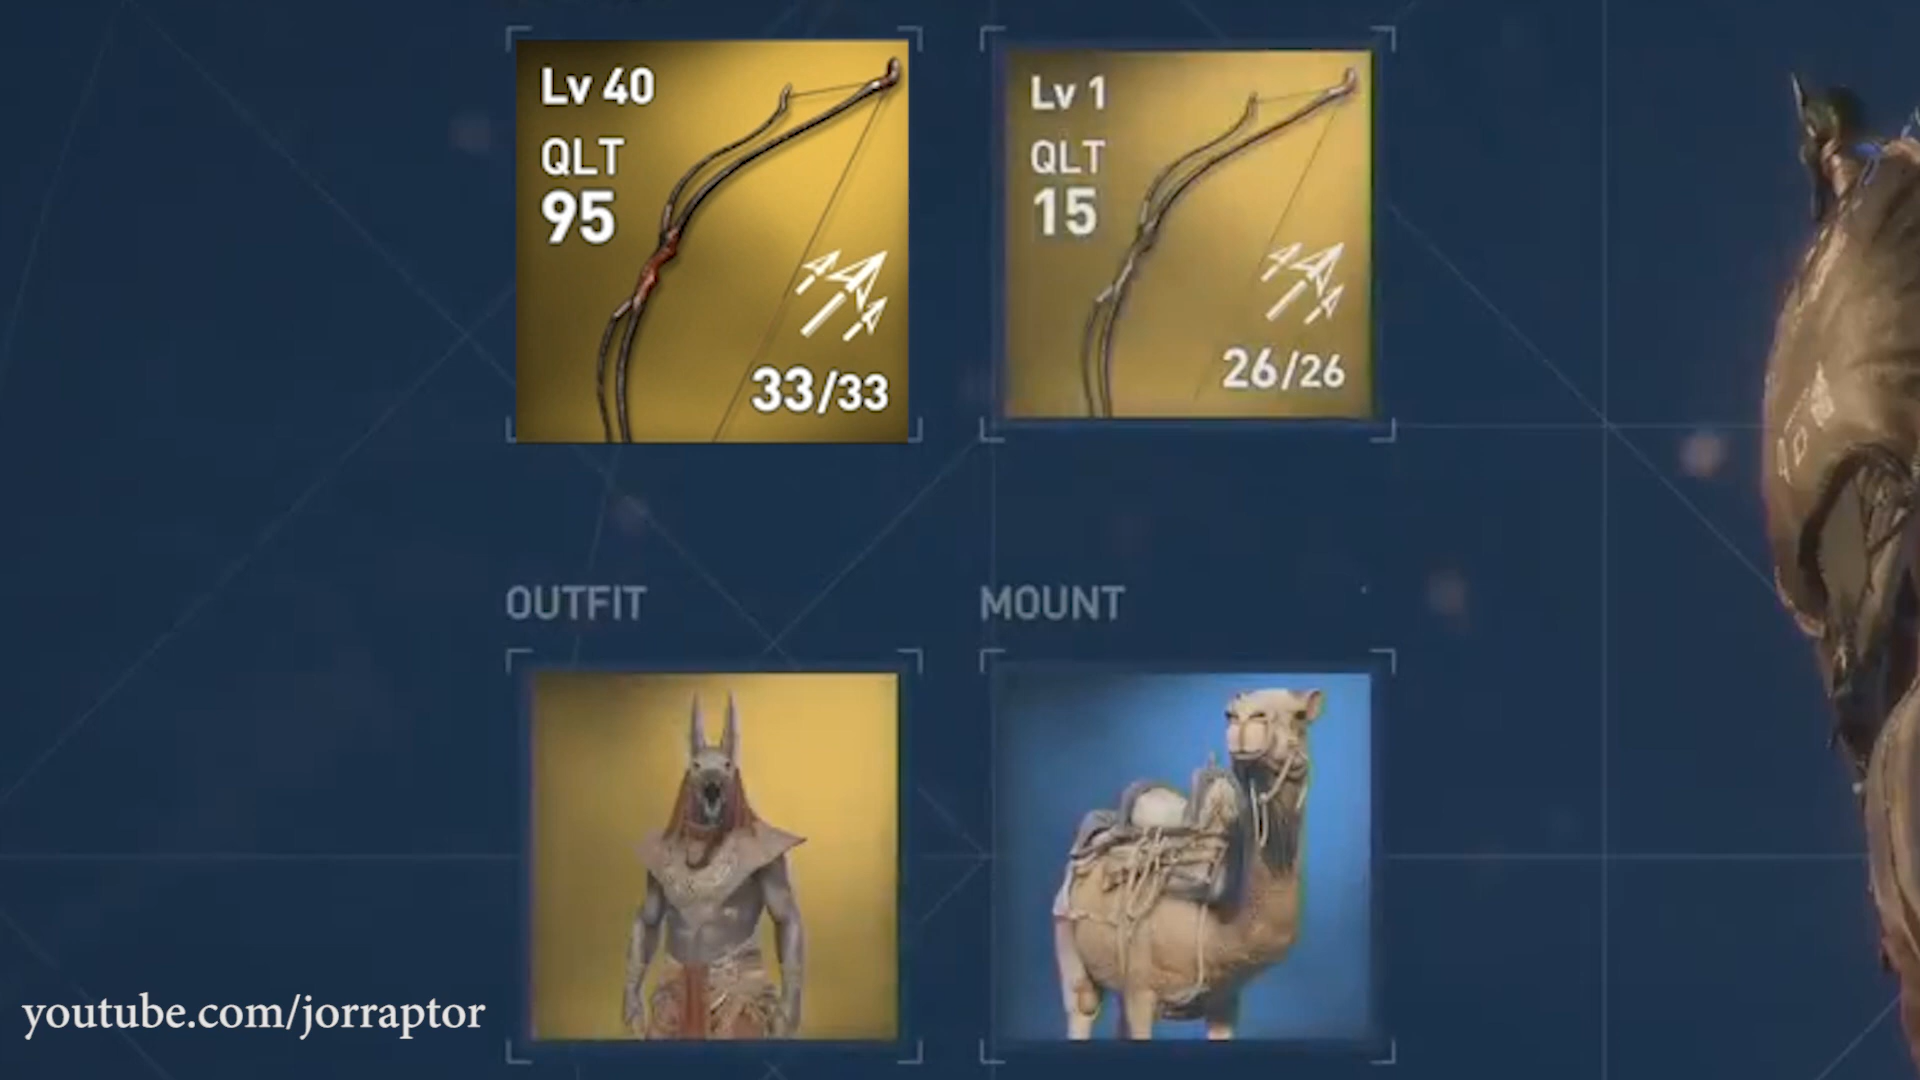 Lv 40
QLT
95
33/33
Lv 1
QLT
15
26/26
OUTFIT
MOUNT
youtube.com/jorraptor